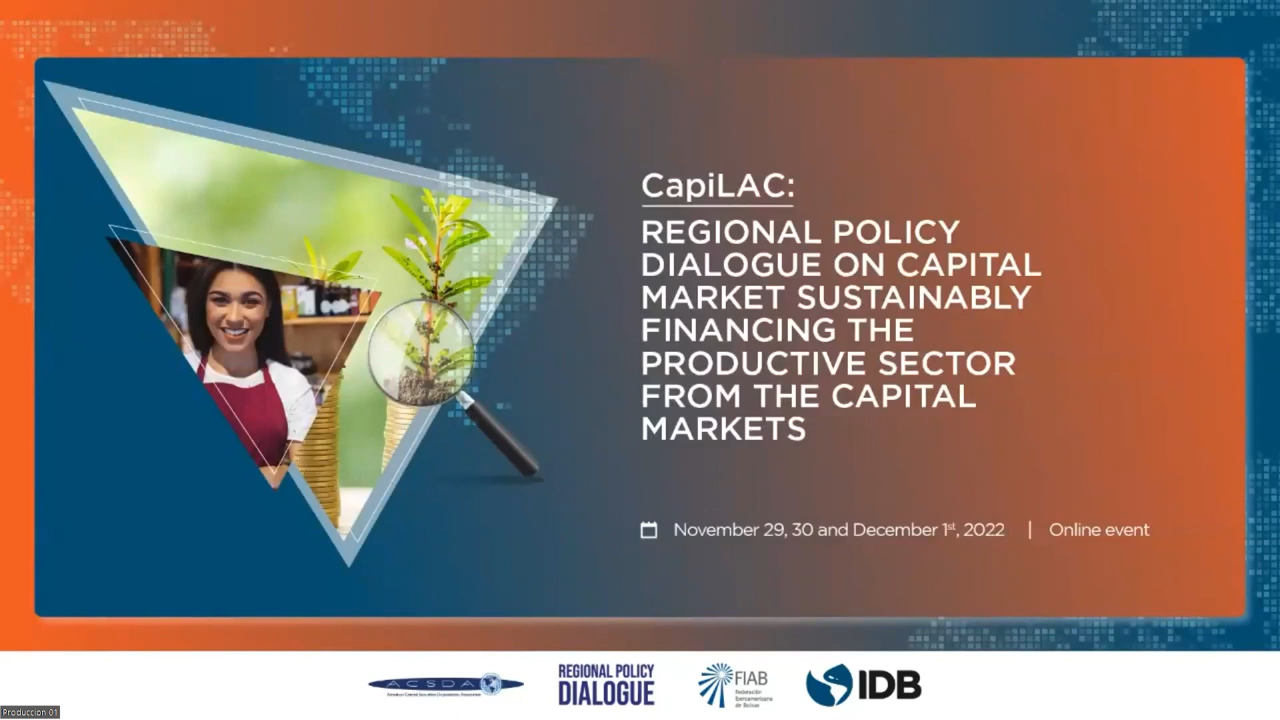 CapiLAC:
REGIONAL POLICY
DIALOGUE ON CAPITAL
MARKET SUSTAINABLY
FINANCING THE
PRODUCTIVE SECTOR
FROM THE CAPITAL
MARKETS
November 29, 30 and December 1st, 2022 | Online event
ACSDA
REGIONAL POLICY
DIALOGUE
FIAB
Federación
Iberoamericana
de Bolsas
IDB
Produccion 01